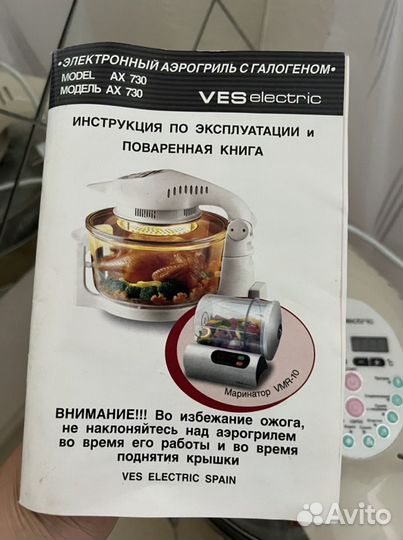 •ЭЛЕКТРОННЫЙ АЭРОГРИЛЬ С ГАЛОГЕНОМ•
MODEL AX 730
МОДЕЛЬ AX 730
VES electric
ИНСТРУКЦИЯ ПО ЭКСПЛУАТАЦИИ и
ПОВАРЕННАЯ КНИГА
Маринатор VMR-10
ВНИМАНИЕ!!! Во избежание ожога,
не наклоняйтесь над аэрогрилем
во время его работы и во время
поднятия крышки
VES ELECTRIC SPAIN
electric
Avito